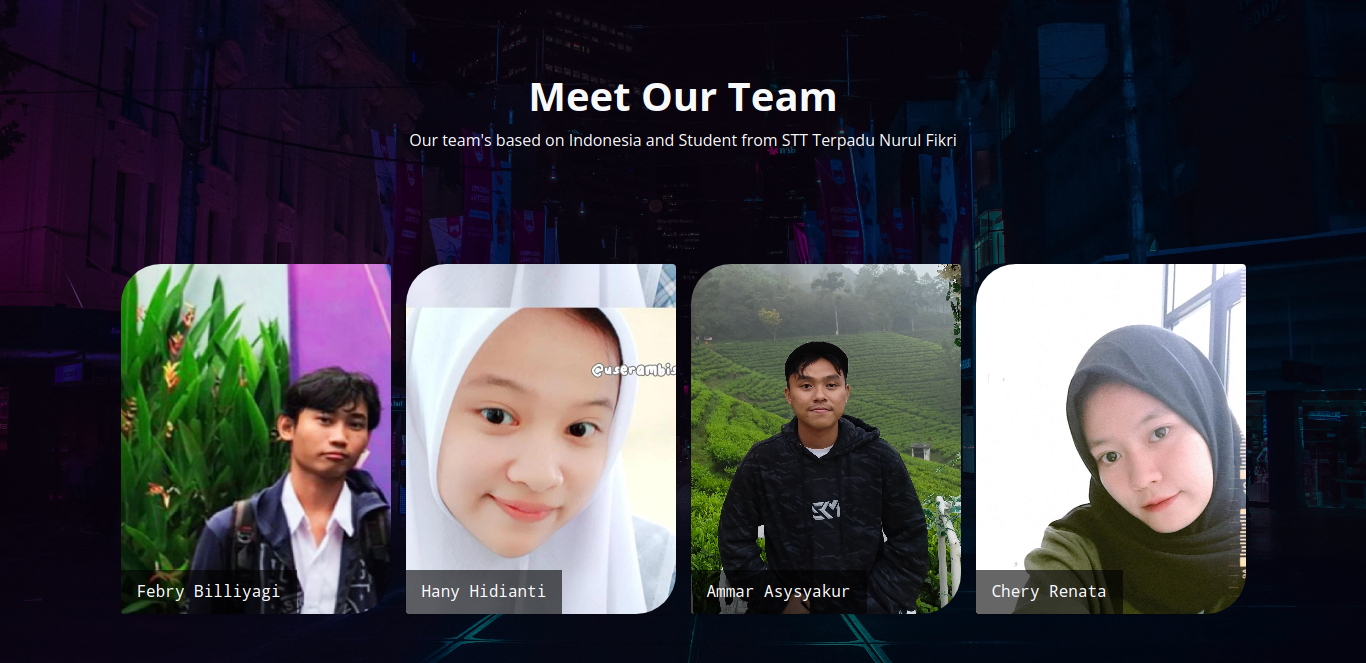 Meet Our Team
Our team's based on Indonesia and Student from STT Terpadu Nurul Fikri
@userambis
Febry Billiyagi
Hany Hidianti
Ammar Asysyakur
Chery Renata